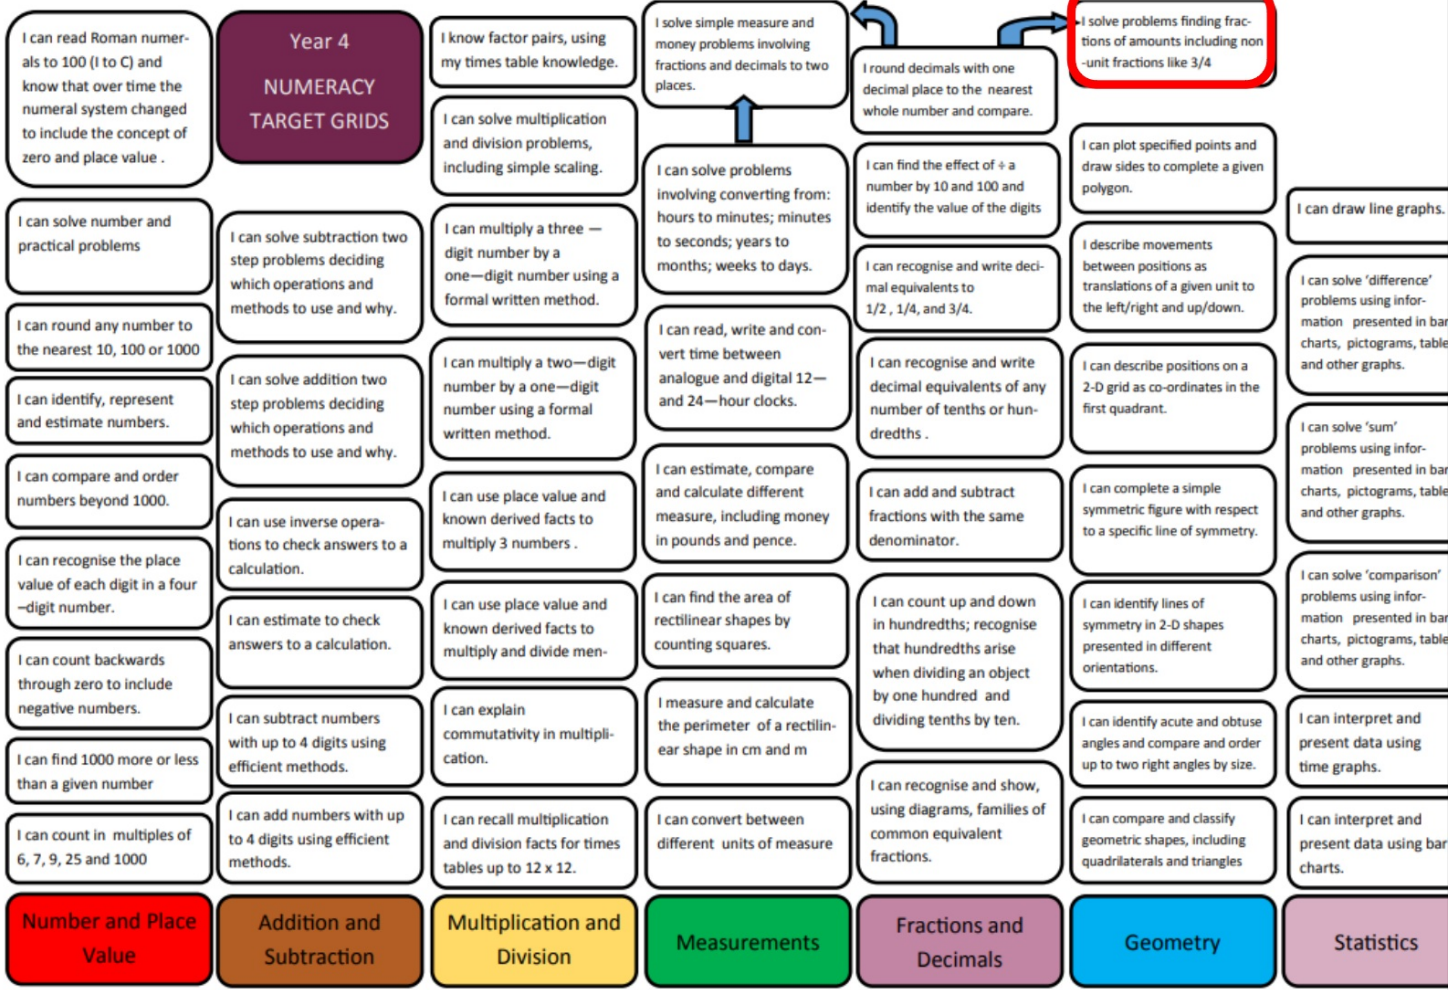 I can read Roman numer-
als to 100 (I to C) and
know that over time the
numeral system changed
to include the concept of
zero and place value .
I can solve number and
practical problems
I can round any number to
the nearest 10, 100 or 1000
I can identify, represent
and estimate numbers.
I can compare and order
numbers beyond 1000.
I can recognise the place
value of each digit in a four
–digit number.
I can count backwards
through zero to include
negative numbers.
I can find 1000 more or less
than a given number
I can count in multiples of
6, 7, 9, 25 and 1000
Number and Place
Value
Year 4
NUMERACY
TARGET GRIDS
I can solve subtraction two
step problems deciding
which operations and
methods to use and why.
I can solve addition two
step problems deciding
which operations and
methods to use and why.
I can use inverse opera-
tions to check answers to a
calculation.
I can estimate to check
answers to a calculation.
I can subtract numbers
with up to 4 digits using
efficient methods.
I can add numbers with up
to 4 digits using efficient
methods.
Addition and
Subtraction
I know factor pairs, using
my times table knowledge.
I can solve multiplication
and division problems,
including simple scaling.
I can multiply a three —
digit number by a
one—digit number using a
formal written method.
I can multiply a two—digit
number by a one—digit
number using a formal
written method.
I can use place value and
known derived facts to
multiply 3 numbers .
I can use place value and
known derived facts to
multiply and divide men-
I can explain
commutativity in multipli-
cation.
I can recall multiplication
and division facts for times
tables up to 12 x 12.
Multiplication and
Division
I solve simple measure and
money problems involving
fractions and decimals to two
places.
I can solve problems
involving converting from:
hours to minutes; minutes
to seconds; years to
months; weeks to days.
I can read, write and con-
vert time between
analogue and digital 12—
and 24—hour clocks.
I can estimate, compare
and calculate different
measure, including money
in pounds and pence.
I can find the area of
rectilinear shapes by
counting squares.
I measure and calculate
the perimeter of a rectilin-
ear shape in cm and m
I can convert between
different units of measure
Measurements
I round decimals with one
decimal place to the nearest
whole number and compare.
I can find the effect of ÷ a
number by 10 and 100 and
identify the value of the digits
I can recognise and write deci-
mal equivalents to
1/2 , 1/4, and 3/4.
I can recognise and write
decimal equivalents of any
number of tenths or hun-
dredths .
I can add and subtract
fractions with the same
denominator.
I can count up and down
in hundredths; recognise
that hundredths arise
when dividing an object
by one hundred and
dividing tenths by ten.
I can recognise and show,
using diagrams, families of
common equivalent
fractions.
Fractions and
Decimals
I solve problems finding frac-
tions of amounts including non
-unit fractions like 3/4
I can plot specified points and
draw sides to complete a given
polygon.
I describe movements
between positions as
translations of a given unit to
the left/right and up/down.
I can describe positions on a
2-D grid as co-ordinates in the
first quadrant.
I can complete a simple
symmetric figure with respect
to a specific line of symmetry.
I can identify lines of
symmetry in 2-D shapes
presented in different
orientations.
I can identify acute and obtuse
angles and compare and order
up to two right angles by size.
I can compare and classify
geometric shapes, including
quadrilaterals and triangles
Geometry
I can draw line graphs.
I can solve 'difference'
problems using infor-
mation presented in bar
charts, pictograms, table
and other graphs.
I can solve 'sum'
problems using infor-
mation presented in bar
charts, pictograms, table
and other graphs.
I can solve 'comparison'
problems using infor-
mation presented in bar
charts, pictograms, table
and other graphs.
I can interpret and
present data using
time graphs.
I can interpret and
present data using bar
charts.
Statistics